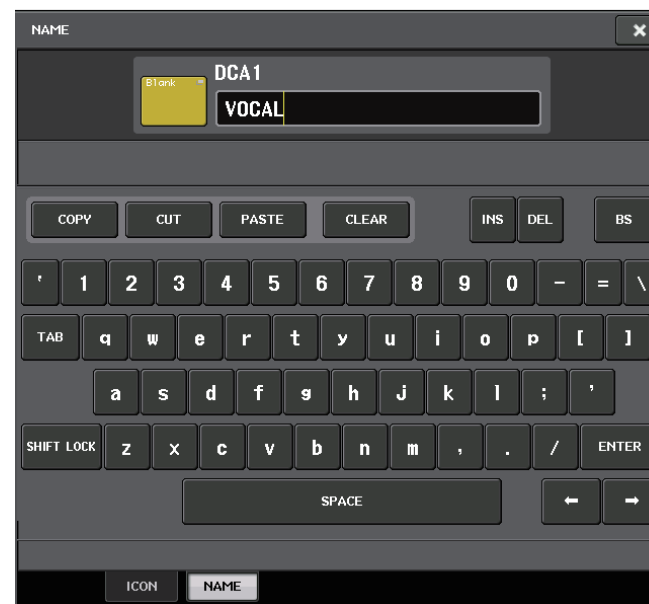 NAME
Blank
DCA1
VOCAL
COPY CUT PASTE CLEAR INS DEL BS
' 1 2 3 4 5 6 7 8 9 0 - = \
TAB q w e r t y u i o p [ ]
a s d f g h j k l ; '
SHIFT LOCK z x c v b n m , . / ENTER
SPACE ← →
ICON NAME